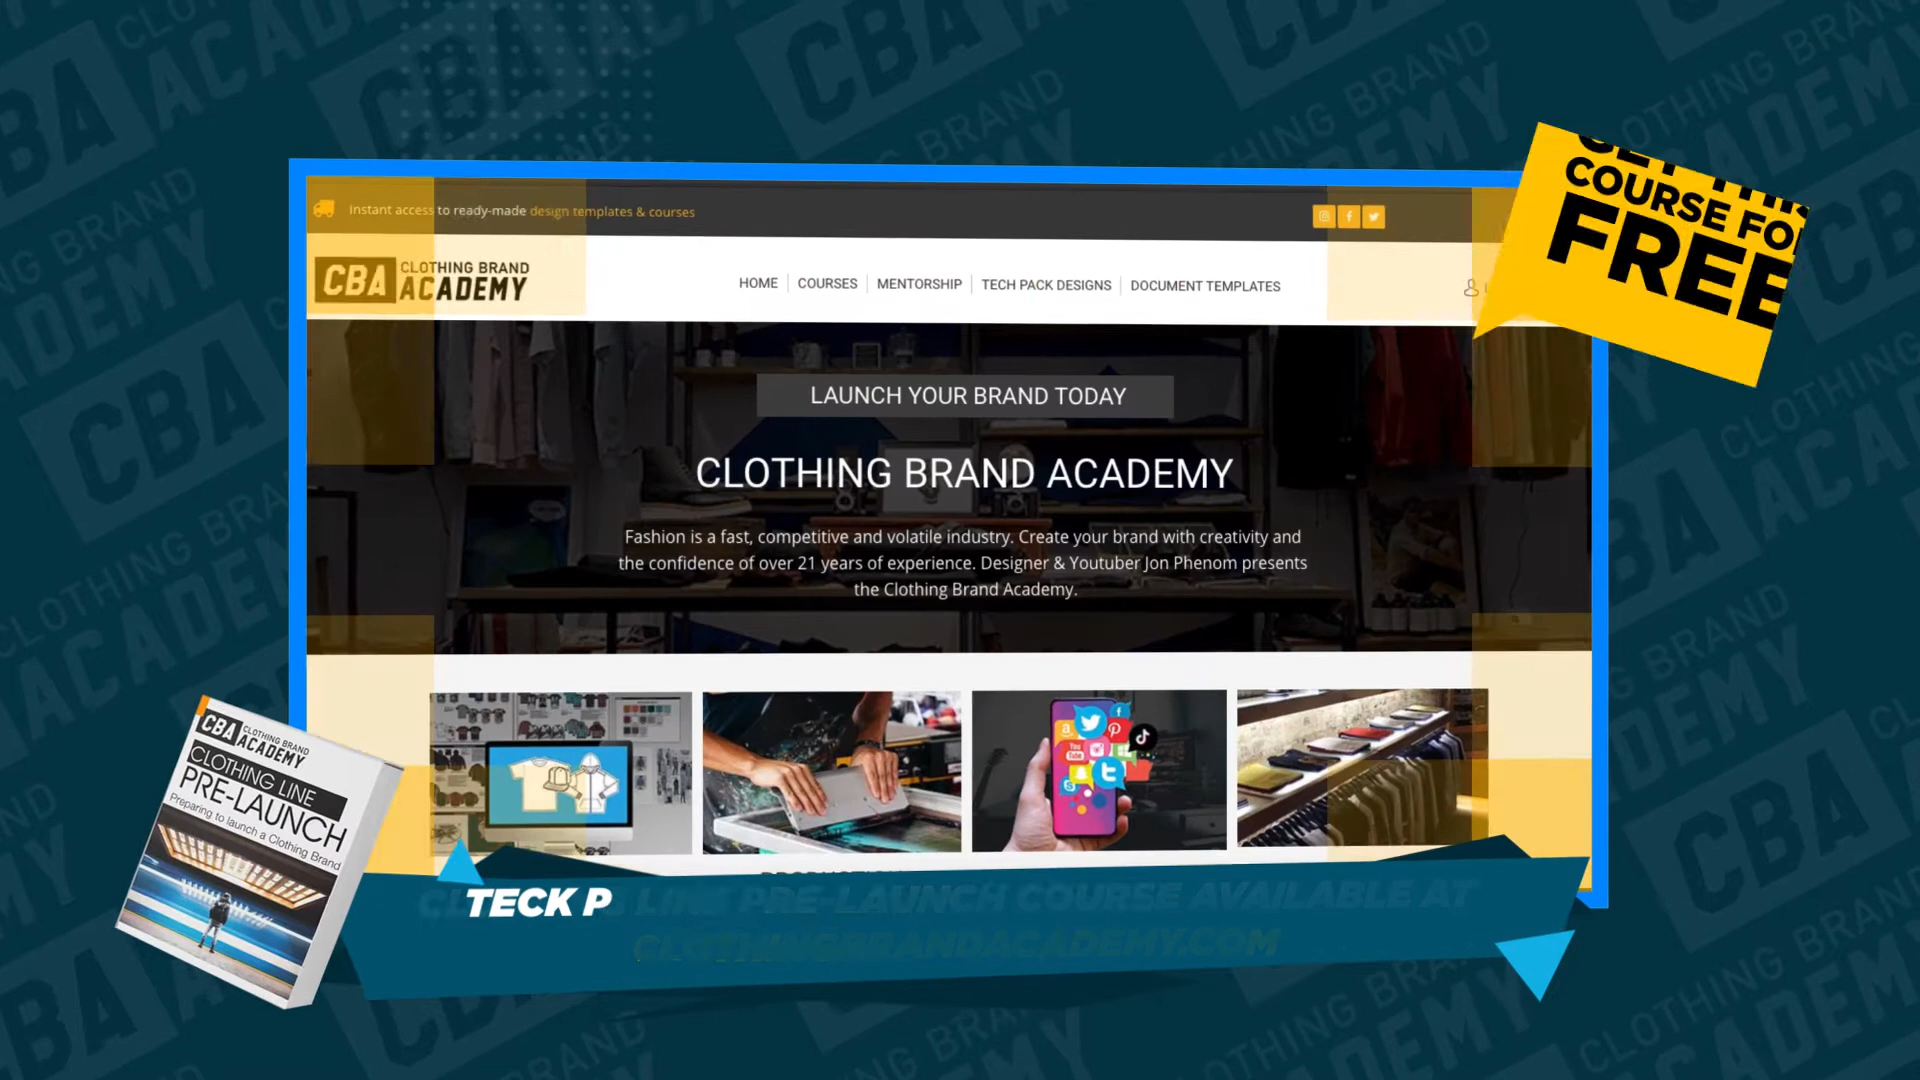 Instant access to ready-made design templates & courses
CBA CLOTHING BRAND ACADEMY
HOME
COURSES
MENTORSHIP
TECH PACK DESIGNS
DOCUMENT TEMPLATES
COURSE FO
FREE
LAUNCH YOUR BRAND TODAY
CLOTHING BRAND ACADEMY
Fashion is a fast, competitive and volatile industry. Create your brand with creativity and
the confidence of over 21 years of experience. Designer & Youtuber Jon Phenom presents
the Clothing Brand Academy.
CBA CLOTHING BRAND ACADEMY
CLOTHING LINE
PRE-LAUNCH
Preparing to launch a Clothing Brand
TECK P
LINE PRE-LAUNCH COURSE AVAILABLE AT
CLOTHINGBRANDACADEMY.COM